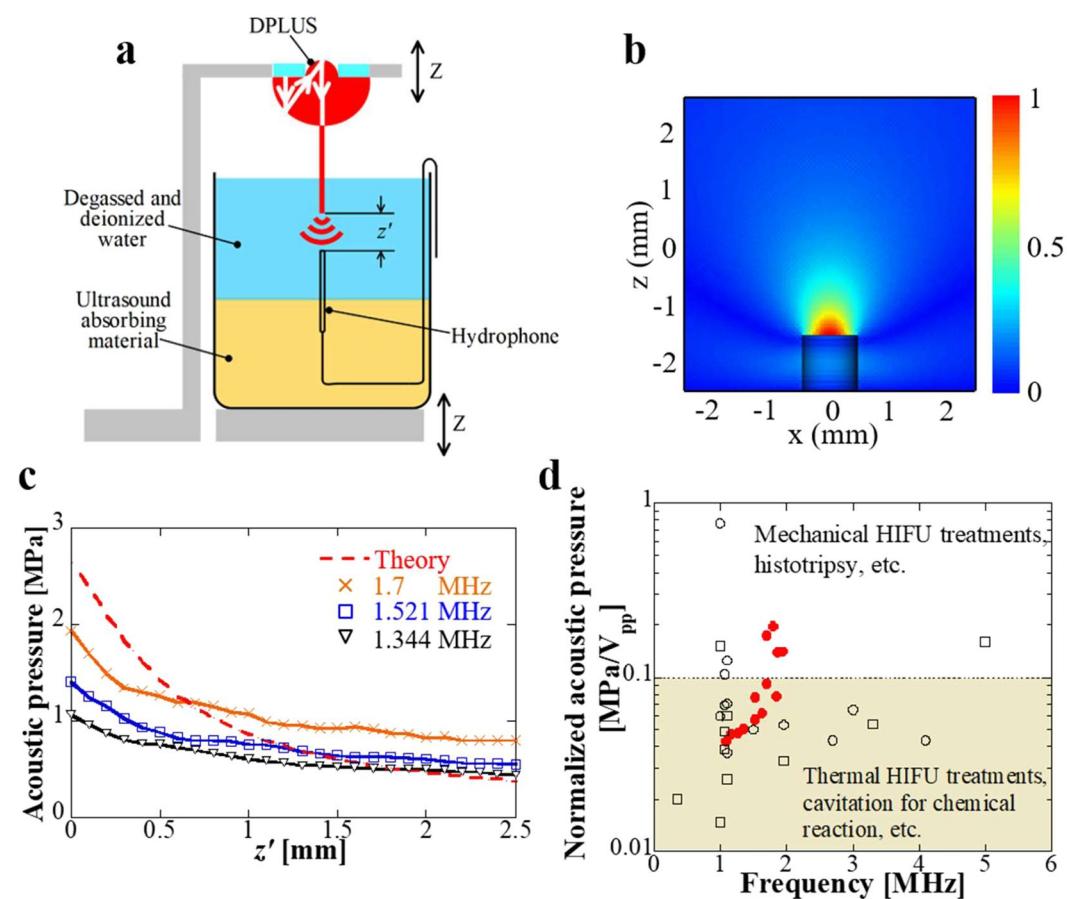 a
DPLUS
Z
Degassed and
deionized
water
z'
Ultrasound
absorbing
material
Hydrophone
Z
b
z (mm)
2
1
0
-1
-2
-2 -1 0 1 2
x (mm)
1
0.5
0
c
Acoustic pressure [MPa]
3
2
1
0
Theory
1.7 MHz
1.521 MHz
1.344 MHz
0 0.5 1 1.5 2 2.5
z' [mm]
d
Normalized acoustic pressure
[MPa/Vpp]
1
0.1
0.01
Mechanical HIFU treatments,
histotripsy, etc.
Thermal HIFU treatments,
cavitation for chemical
reaction, etc.
0 1 2 3 4 5 6
Frequency [MHz]